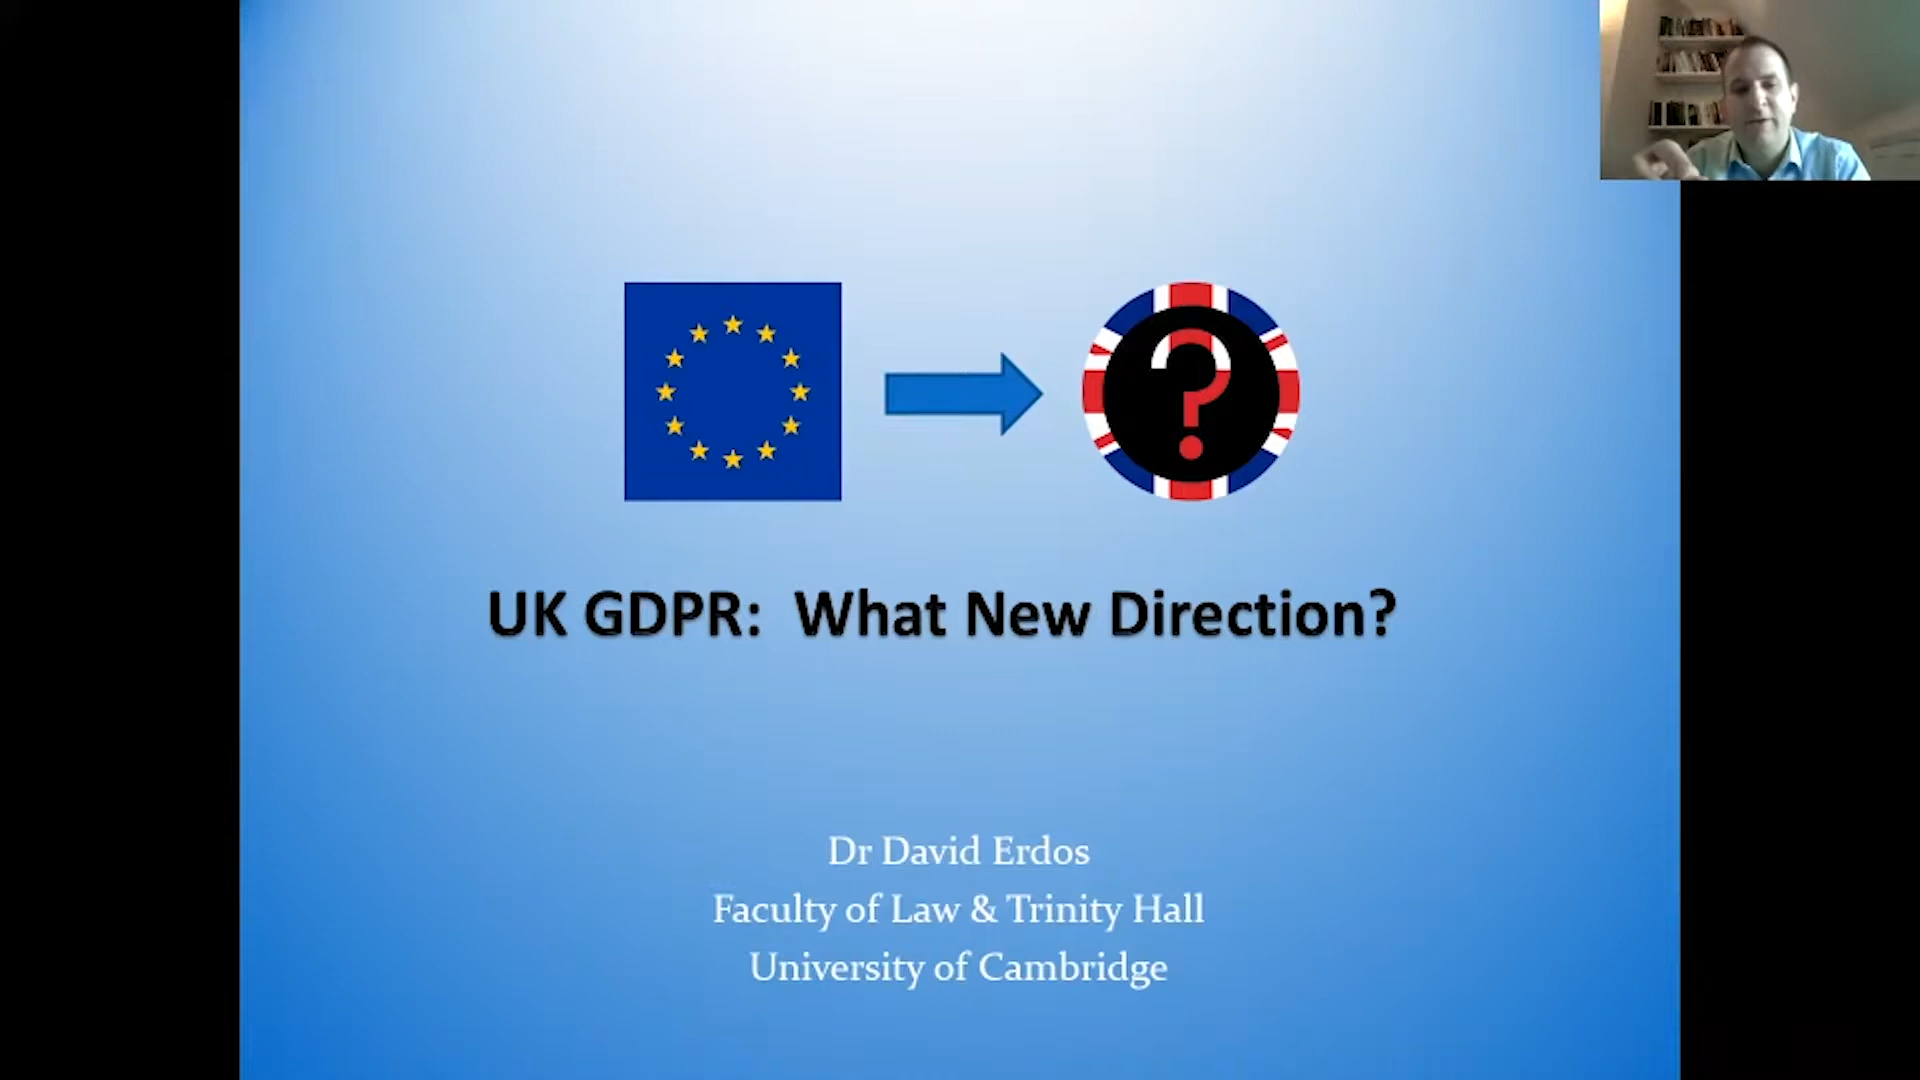 ?
UK GDPR: What New Direction?
Dr David Erdos
Faculty of Law & Trinity Hall
University of Cambridge